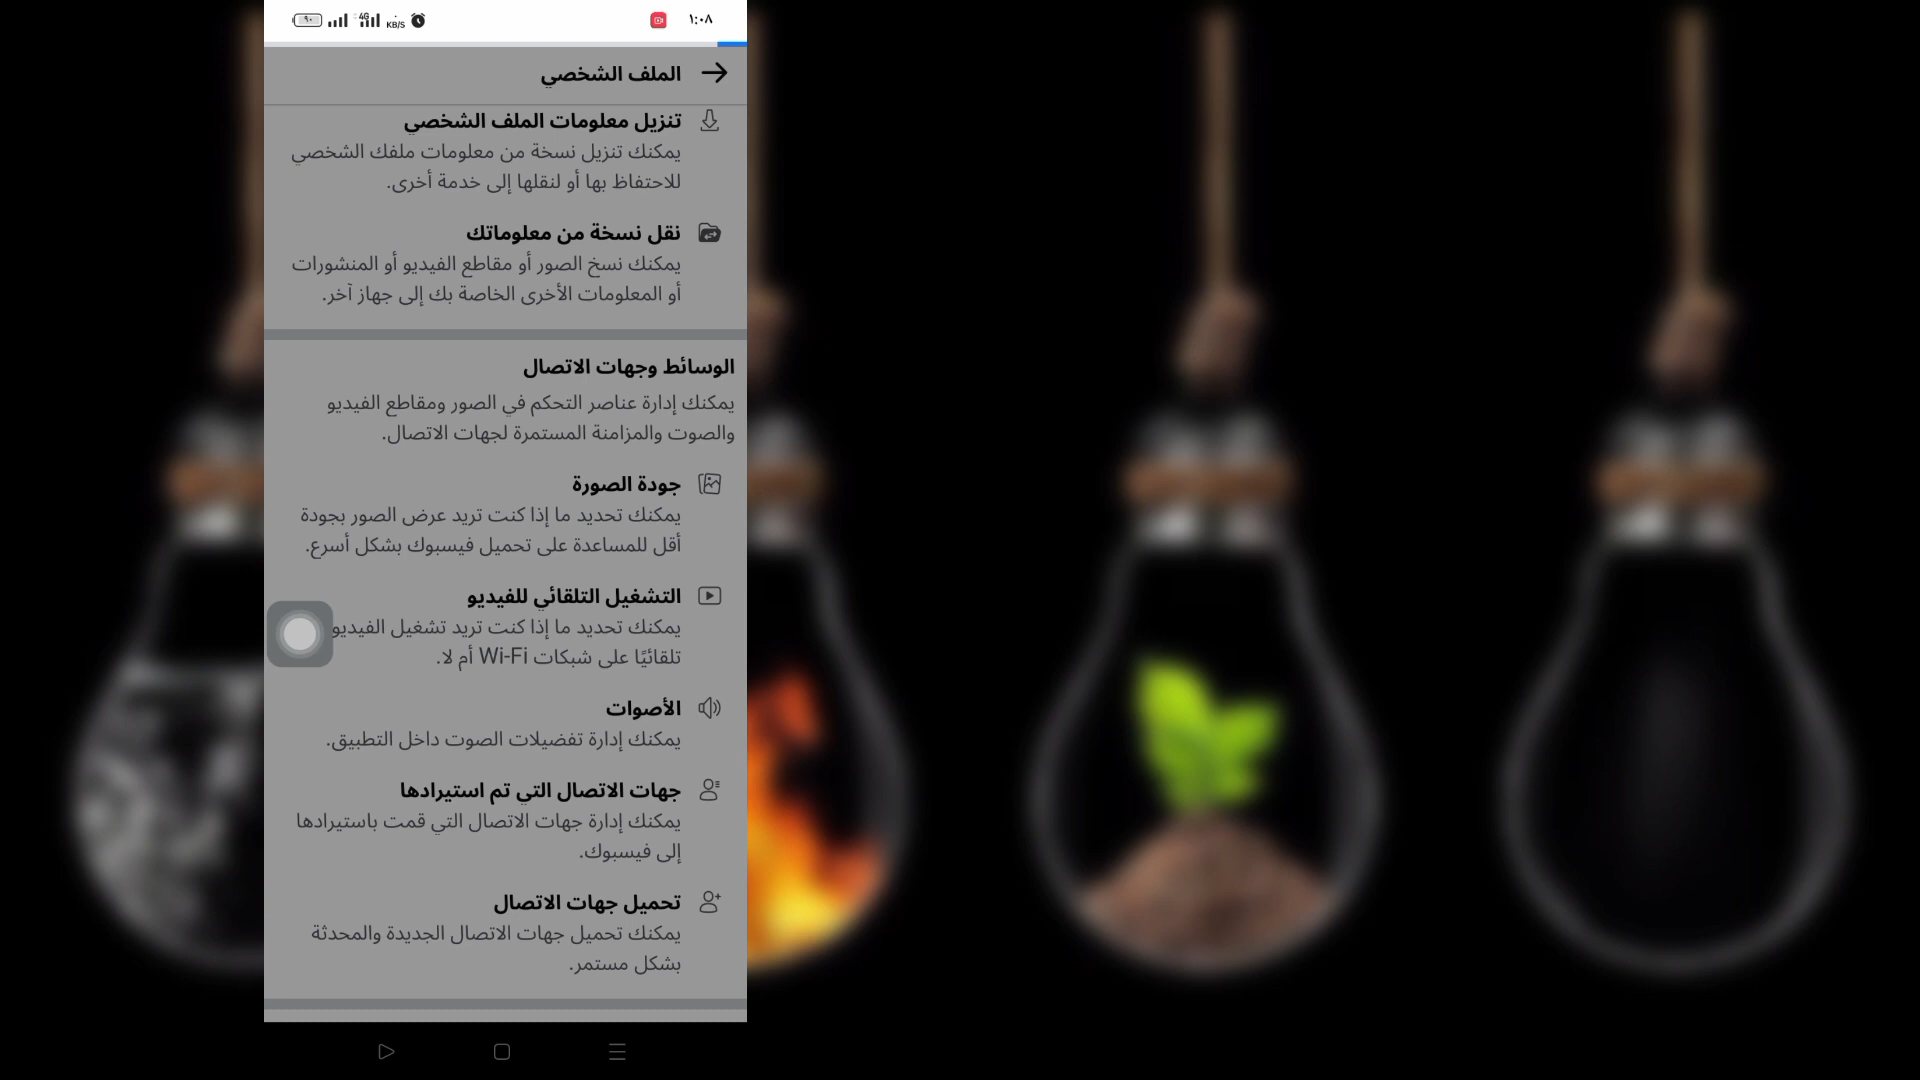 ١:٠٨
KB/S
4G
٩٠
الملف الشخصي
تنزيل معلومات الملف الشخصي
يمكنك تنزيل نسخة من معلومات ملفك الشخصي
للاحتفاظ بها أو لنقلها إلى خدمة أخرى.
نقل نسخة من معلوماتك
يمكنك نسخ الصور أو مقاطع الفيديو أو المنشورات
أو المعلومات الأخرى الخاصة بك إلى جهاز آخر.
الوسائط وجهات الاتصال
يمكنك إدارة عناصر التحكم في الصور ومقاطع الفيديو
والصوت والمزامنة المستمرة لجهات الاتصال.
جودة الصورة
يمكنك تحديد ما إذا كنت تريد عرض الصور بجودة
أقل للمساعدة على تحميل فيسبوك بشكل أسرع.
التشغيل التلقائي للفيديو
يمكنك تحديد ما إذا كنت تريد تشغيل الفيديو
تلقائيًا على شبكات Wi-Fi أم لا.
الأصوات
يمكنك إدارة تفضيلات الصوت داخل التطبيق.
جهات الاتصال التي تم استيرادها
يمكنك إدارة جهات الاتصال التي قمت باستيرادها
إلى فيسبوك.
تحميل جهات الاتصال
يمكنك تحميل جهات الاتصال الجديدة والمحدثة
بشكل مستمر.